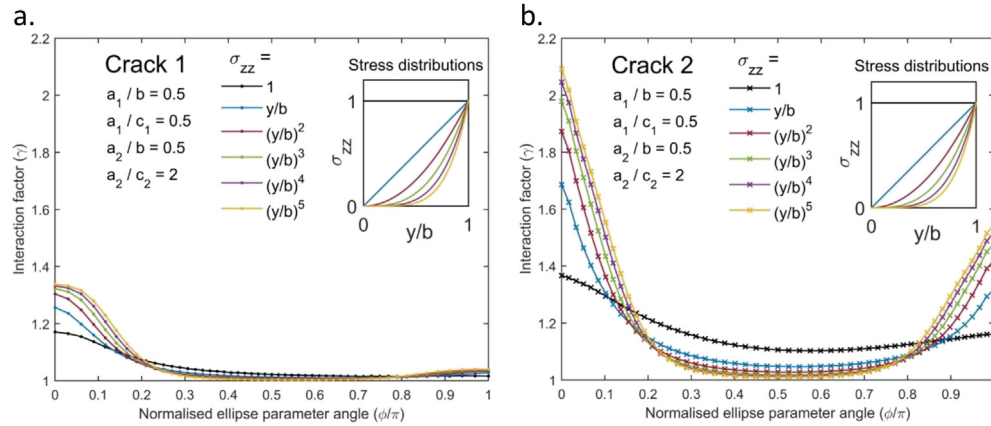 a.
2.2
2
1.8
1.6
1.4
1.2
1
Interaction factor (γ)
0
0.1
0.2
0.3
0.4
0.5
0.6
0.7
0.8
0.9
1
Normalised ellipse parameter angle (ϕ/π)
Crack 1
a₁ / b = 0.5
a₁ / c₁ = 0.5
a₂ / b = 0.5
a₂ / c₂ = 2
σzz =
1
y/b
(y/b)²
(y/b)³
(y/b)⁴
(y/b)⁵
Stress distributions
1
σzz
0
0
1
y/b
b.
2.2
2
1.8
1.6
1.4
1.2
1
Interaction factor (γ)
0
0.1
0.2
0.3
0.4
0.5
0.6
0.7
0.8
0.9
Normalised ellipse parameter angle (ϕ/π)
Crack 2
a₁ / b = 0.5
a₁ / c₁ = 0.5
a₂ / b = 0.5
a₂ / c₂ = 2
σzz =
1
y/b
(y/b)²
(y/b)³
(y/b)⁴
(y/b)⁵
Stress distributions
1
σzz
0
0
1
y/b